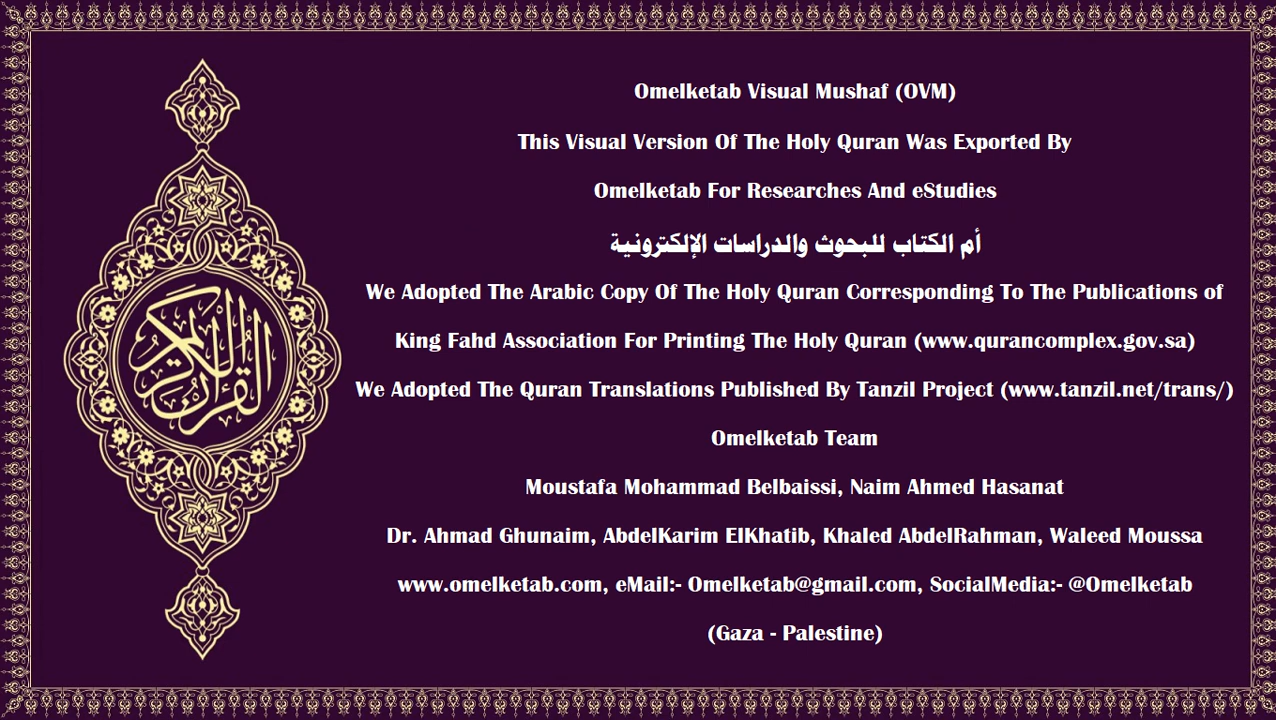 القرآن الكريم
Omelketab Visual Mushaf (OVM)
This Visual Version Of The Holy Quran Was Exported By
Omelketab For Researches And eStudies
أم الكتاب للبحوث والدراسات الإلكترونية
We Adopted The Arabic Copy Of The Holy Quran Corresponding To The Publications of
King Fahd Association For Printing The Holy Quran (www.qurancomplex.gov.sa)
We Adopted The Quran Translations Published By Tanzil Project (www.tanzil.net/trans/)
Omelketab Team
Moustafa Mohammad Belbaissi, Naim Ahmed Hasanat
Dr. Ahmad Ghunaim, AbdelKarim ElKhatib, Khaled AbdelRahman, Waleed Moussa
www.omelketab.com, eMail:- Omelketab@gmail.com, SocialMedia:- @Omelketab
(Gaza - Palestine)